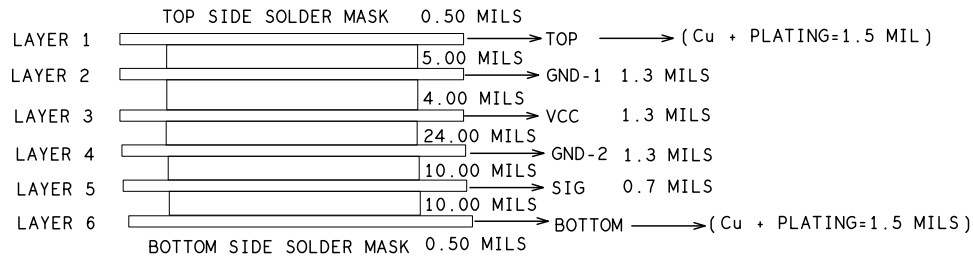 TOP SIDE SOLDER MASK 0.50 MILS
LAYER 1 TOP (Cu + PLATING=1.5 MIL)
5.00 MILS
LAYER 2 GND-1 1.3 MILS
4.00 MILS
LAYER 3 VCC 1.3 MILS
24.00 MILS
LAYER 4 GND-2 1.3 MILS
10.00 MILS
LAYER 5 SIG 0.7 MILS
10.00 MILS
LAYER 6 BOTTOM (Cu + PLATING=1.5 MILS)
BOTTOM SIDE SOLDER MASK 0.50 MILS